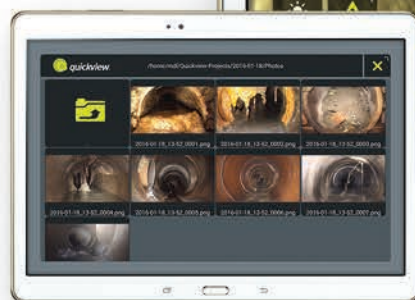 quickview.
/home/mdl/Quickview-Projects/2016-01-18/Photos
2016-01-18_13-52_0001.png
2016-01-18_13-52_0002.png
2016-01-18_13-52_0003.png
2016-01-18_13-52_0004.png
2016-01-18_13-52_0005.png
2016-01-18_13-52_0006.png
2016-01-18_13-52_0007.png